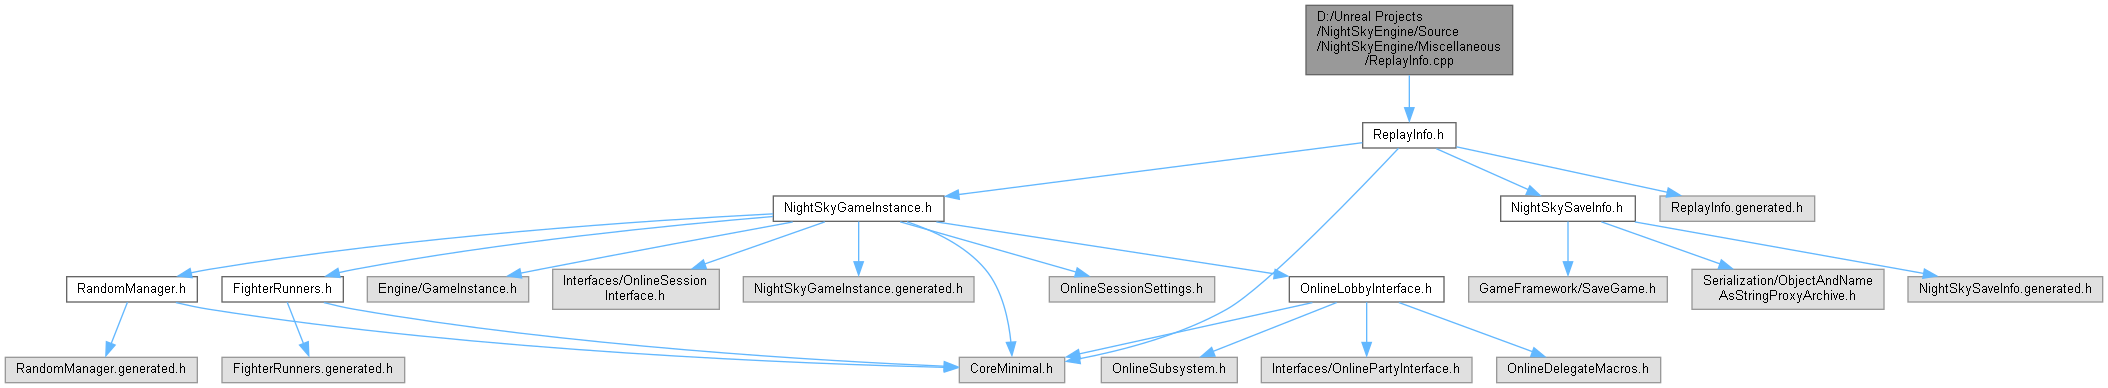 D:/Unreal Projects
/NightSkyEngine/Source
/NightSkyEngine/Miscellaneous
/ReplayInfo.cpp
ReplayInfo.h
NightSkyGameInstance.h
NightSkySaveInfo.h
ReplayInfo.generated.h
RandomManager.h
FighterRunners.h
Engine/GameInstance.h
Interfaces/OnlineSession
Interface.h
NightSkyGameInstance.generated.h
OnlineSessionSettings.h
OnlineLobbyInterface.h
GameFramework/SaveGame.h
Serialization/ObjectAndName
AsStringProxyArchive.h
NightSkySaveInfo.generated.h
RandomManager.generated.h
FighterRunners.generated.h
CoreMinimal.h
OnlineSubsystem.h
Interfaces/OnlinePartyInterface.h
OnlineDelegateMacros.h